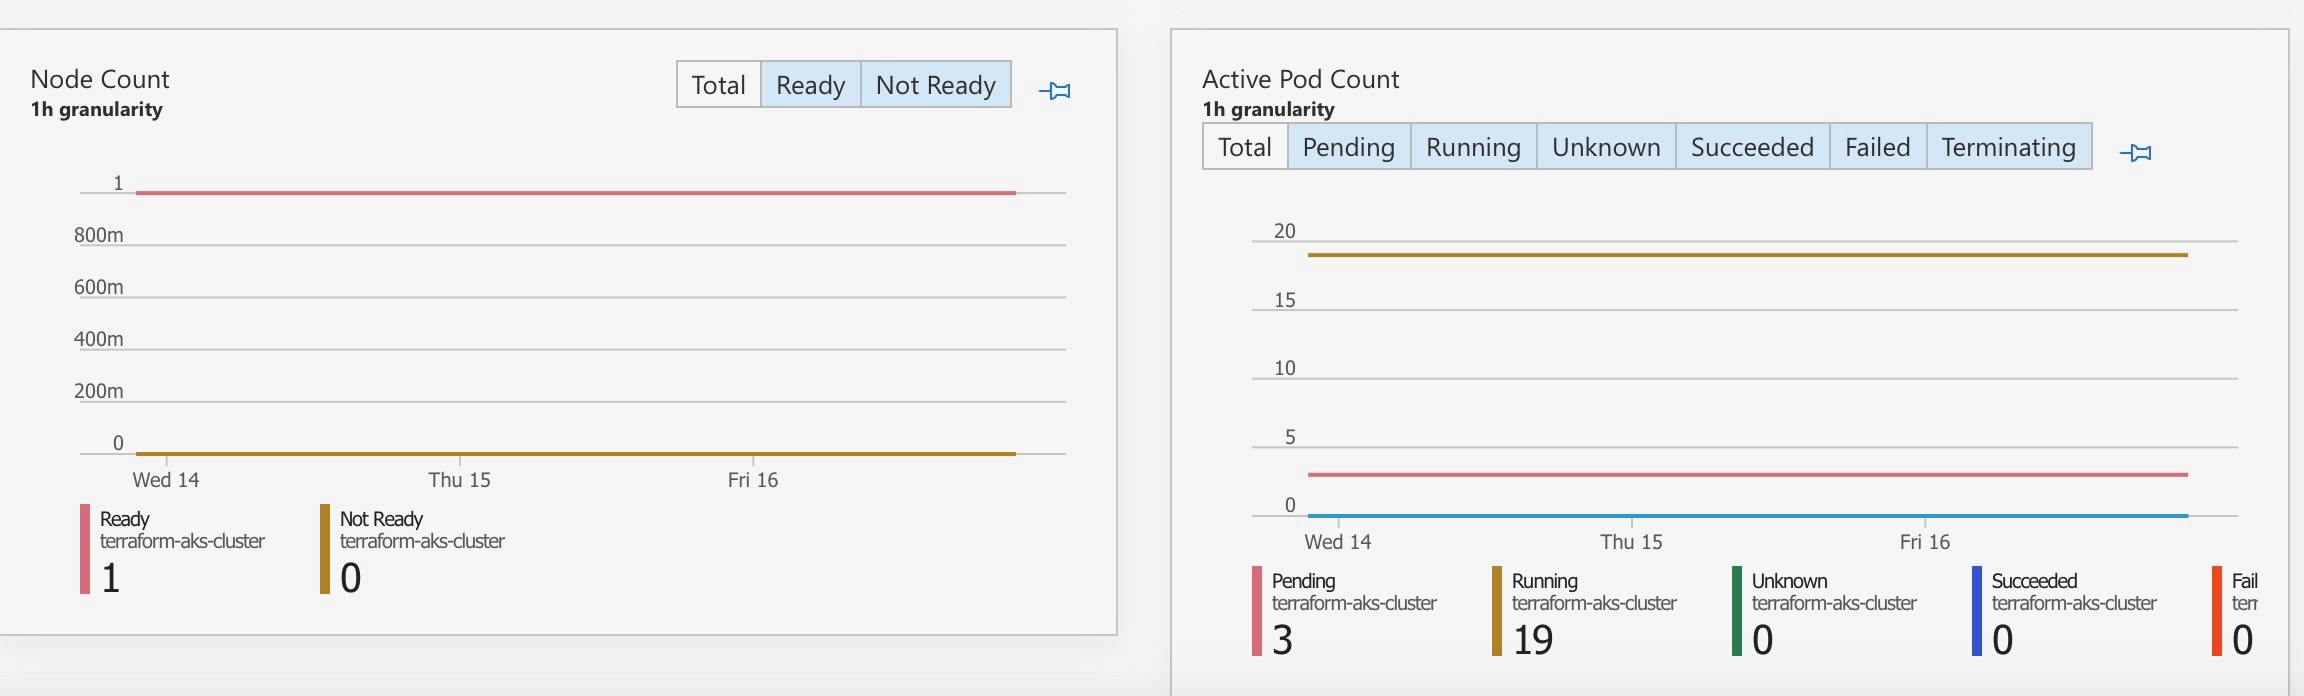 Node Count
1h granularity
Total Ready Not Ready
1
800m
600m
400m
200m
0
Wed 14 Thu 15 Fri 16
Ready
terraform-aks-cluster
1
Not Ready
terraform-aks-cluster
0
Active Pod Count
1h granularity
Total Pending Running Unknown Succeeded Failed Terminating
20
15
10
5
0
Wed 14 Thu 15 Fri 16
Pending
terraform-aks-cluster
3
Running
terraform-aks-cluster
19
Unknown
terraform-aks-cluster
0
Succeeded
terraform-aks-cluster
0
Fail
terr
0